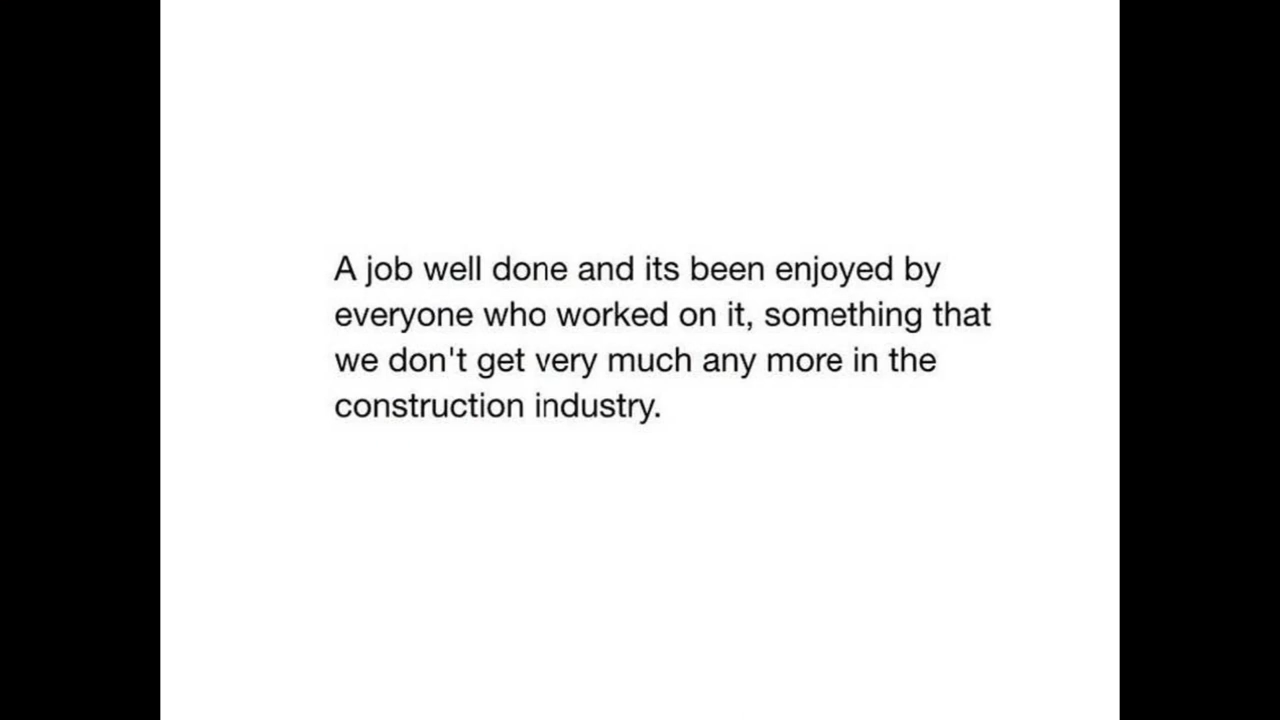 A job well done and its been enjoyed by
everyone who worked on it, something that
we don't get very much any more in the
construction industry.